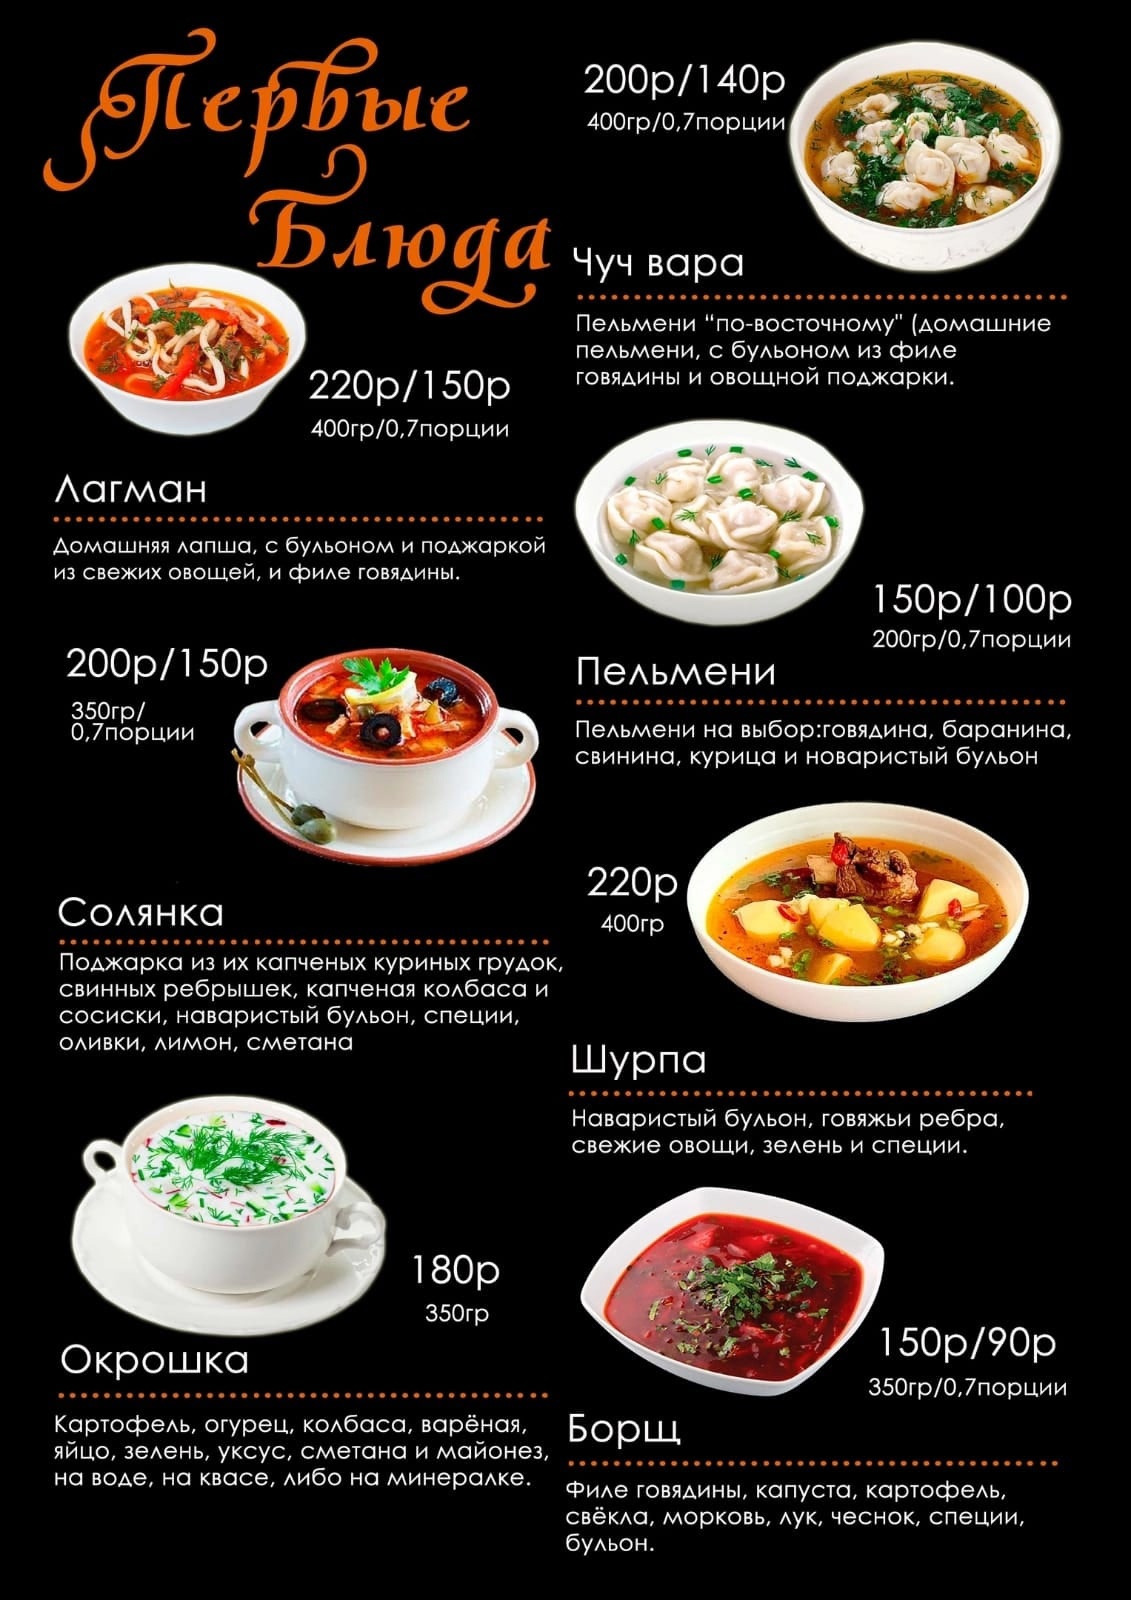 Первые
Блюда
220р/150р
400гр/0,7порции
Лагман
Домашняя лапша, с бульоном и поджаркой
из свежих овощей, и филе говядины.
200р/150р
350гр/
0,7порции
Солянка
Поджарка из их капченых куриных грудок,
свинных ребрышек, капченая колбаса и
сосиски, наваристый бульон, специи,
оливки, лимон, сметана
180р
350гр
Окрошка
Картофель, огурец, колбаса, варёная,
яйцо, зелень, уксус, сметана и майонез,
на воде, на квасе, либо на минералке.
200р/140р
400гр/0,7порции
Чуч вара
Пельмени “по-восточному" (домашние
пельмени, с бульоном из филе
говядины и овощной поджарки.
150р/100р
200гр/0,7порции
Пельмени
Пельмени на выбор:говядина, баранина,
свинина, курица и новаристый бульон
220р
400гр
Шурпа
Наваристый бульон, говяжьи ребра,
свежие овощи, зелень и специи.
150р/90р
350гр/0,7порции
Борщ
Филе говядины, капуста, картофель,
свёкла, морковь, лук, чеснок, специи,
бульон.